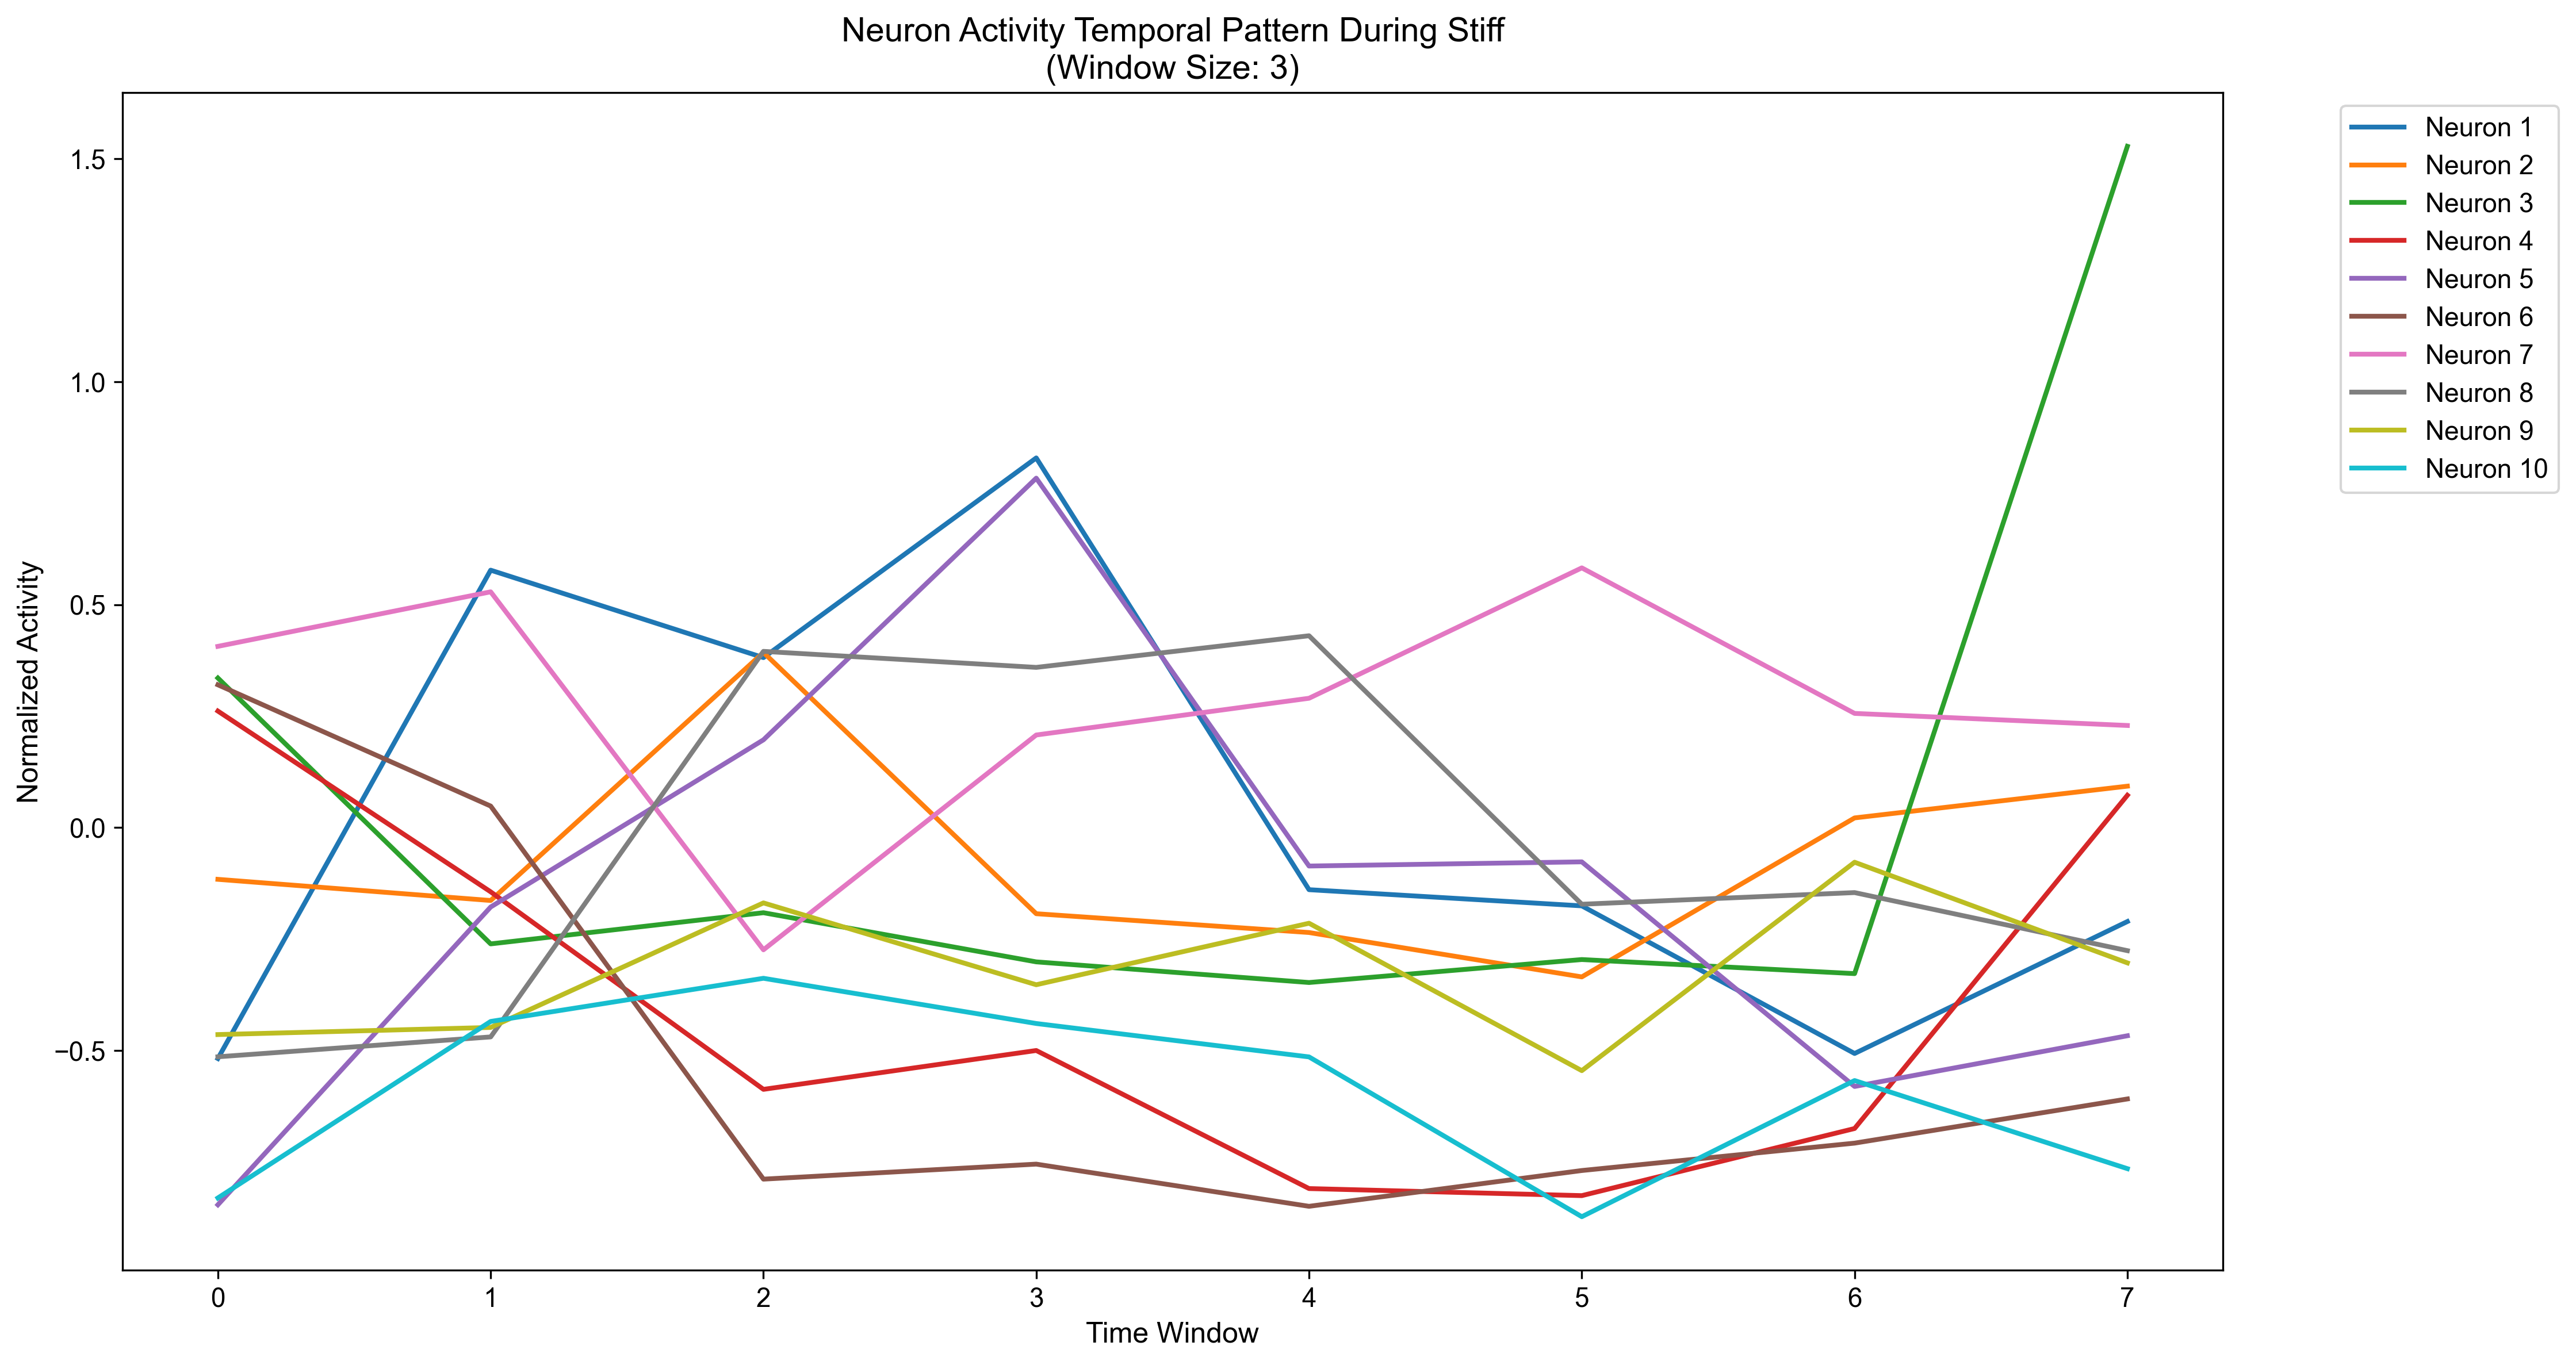 Neuron Activity Temporal Pattern During Stiff
(Window Size: 3)
Normalized Activity
1.5
1.0
0.5
0.0
−0.5
0 1 2 3 4 5 6 7
Time Window
Neuron 1
Neuron 2
Neuron 3
Neuron 4
Neuron 5
Neuron 6
Neuron 7
Neuron 8
Neuron 9
Neuron 10